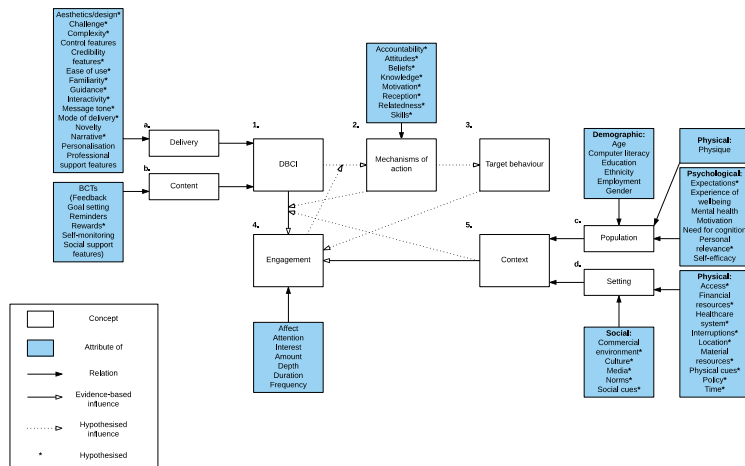 Aesthetics/design*
Challenge*
Complexity*
Control features
Credibility
features*
Ease of use*
Familiarity*
Guidance*
Interactivity*
Message tone*
Mode of delivery*
Novelty
Narrative*
Personalisation
Professional
support features
a.
Delivery
b.
Content
BCTs
(Feedback
Goal setting
Reminders
Rewards*
Self-monitoring
Social support
features)
1.
DBCI
Accountability*
Attitudes*
Beliefs*
Knowledge*
Motivation*
Reception*
Relatedness*
Skills*
2.
Mechanisms of
action
3.
Target behaviour
4.
Engagement
5.
Context
Affect
Attention
Interest
Amount
Depth
Duration
Frequency
Demographic:
Age
Computer literacy
Education
Ethnicity
Employment
Gender
Physical:
Physique
Psychological:
Expectations*
Experience of
wellbeing
Mental health
Motivation
Need for cognition
Personal
relevance*
Self-efficacy
c.
Population
d.
Setting
Social:
Commercial
environment*
Culture*
Media*
Norms*
Social cues*
Physical:
Access*
Financial
resources*
Healthcare
system*
Interruptions*
Location*
Material
resources*
Physical cues*
Policy*
Time*
Concept
Attribute of
Relation
Evidence-based
influence
Hypothesised
influence
* Hypothesised